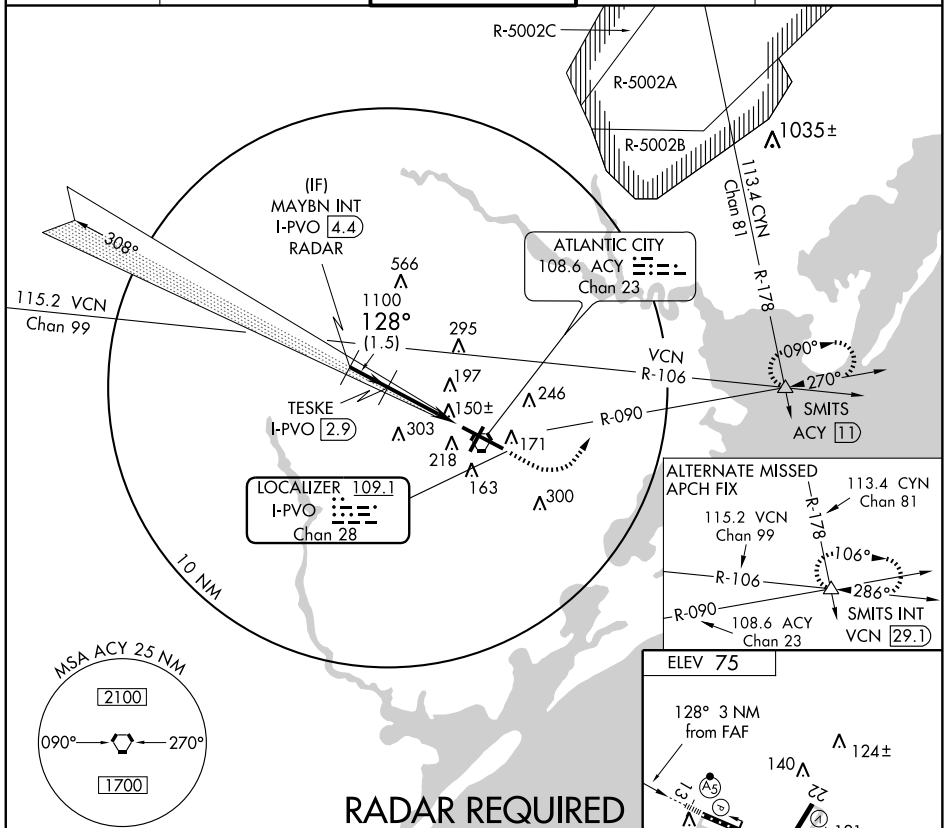 R-5002C
R-5002A
R-5002B
1035±
113.4 CYN
Chan 81
R-178
(IF)
MAYBN INT
I-PVO 4.4
RADAR
308°
ATLANTIC CITY
108.6 ACY
Chan 23
566
115.2 VCN
Chan 99
1100
128°
(1.5)
295
VCN
R-106
090°
270°
197
246
TESKE
I-PVO 2.9
150±
R-090
SMITS
ACY 11
303
171
218
163
LOCALIZER 109.1
I-PVO
Chan 28
300
10 NM
ALTERNATE MISSED
APCH FIX
113.4 CYN
Chan 81
R-178
115.2 VCN
Chan 99
106°
R-106
286°
R-090
SMITS INT
VCN 29.1
108.6 ACY
Chan 23
MSA ACY 25 NM
2100
090°
270°
1700
ELEV 75
128° 3 NM
from FAF
124±
140
A5
P
13
22
V
RADAR REQUIRED